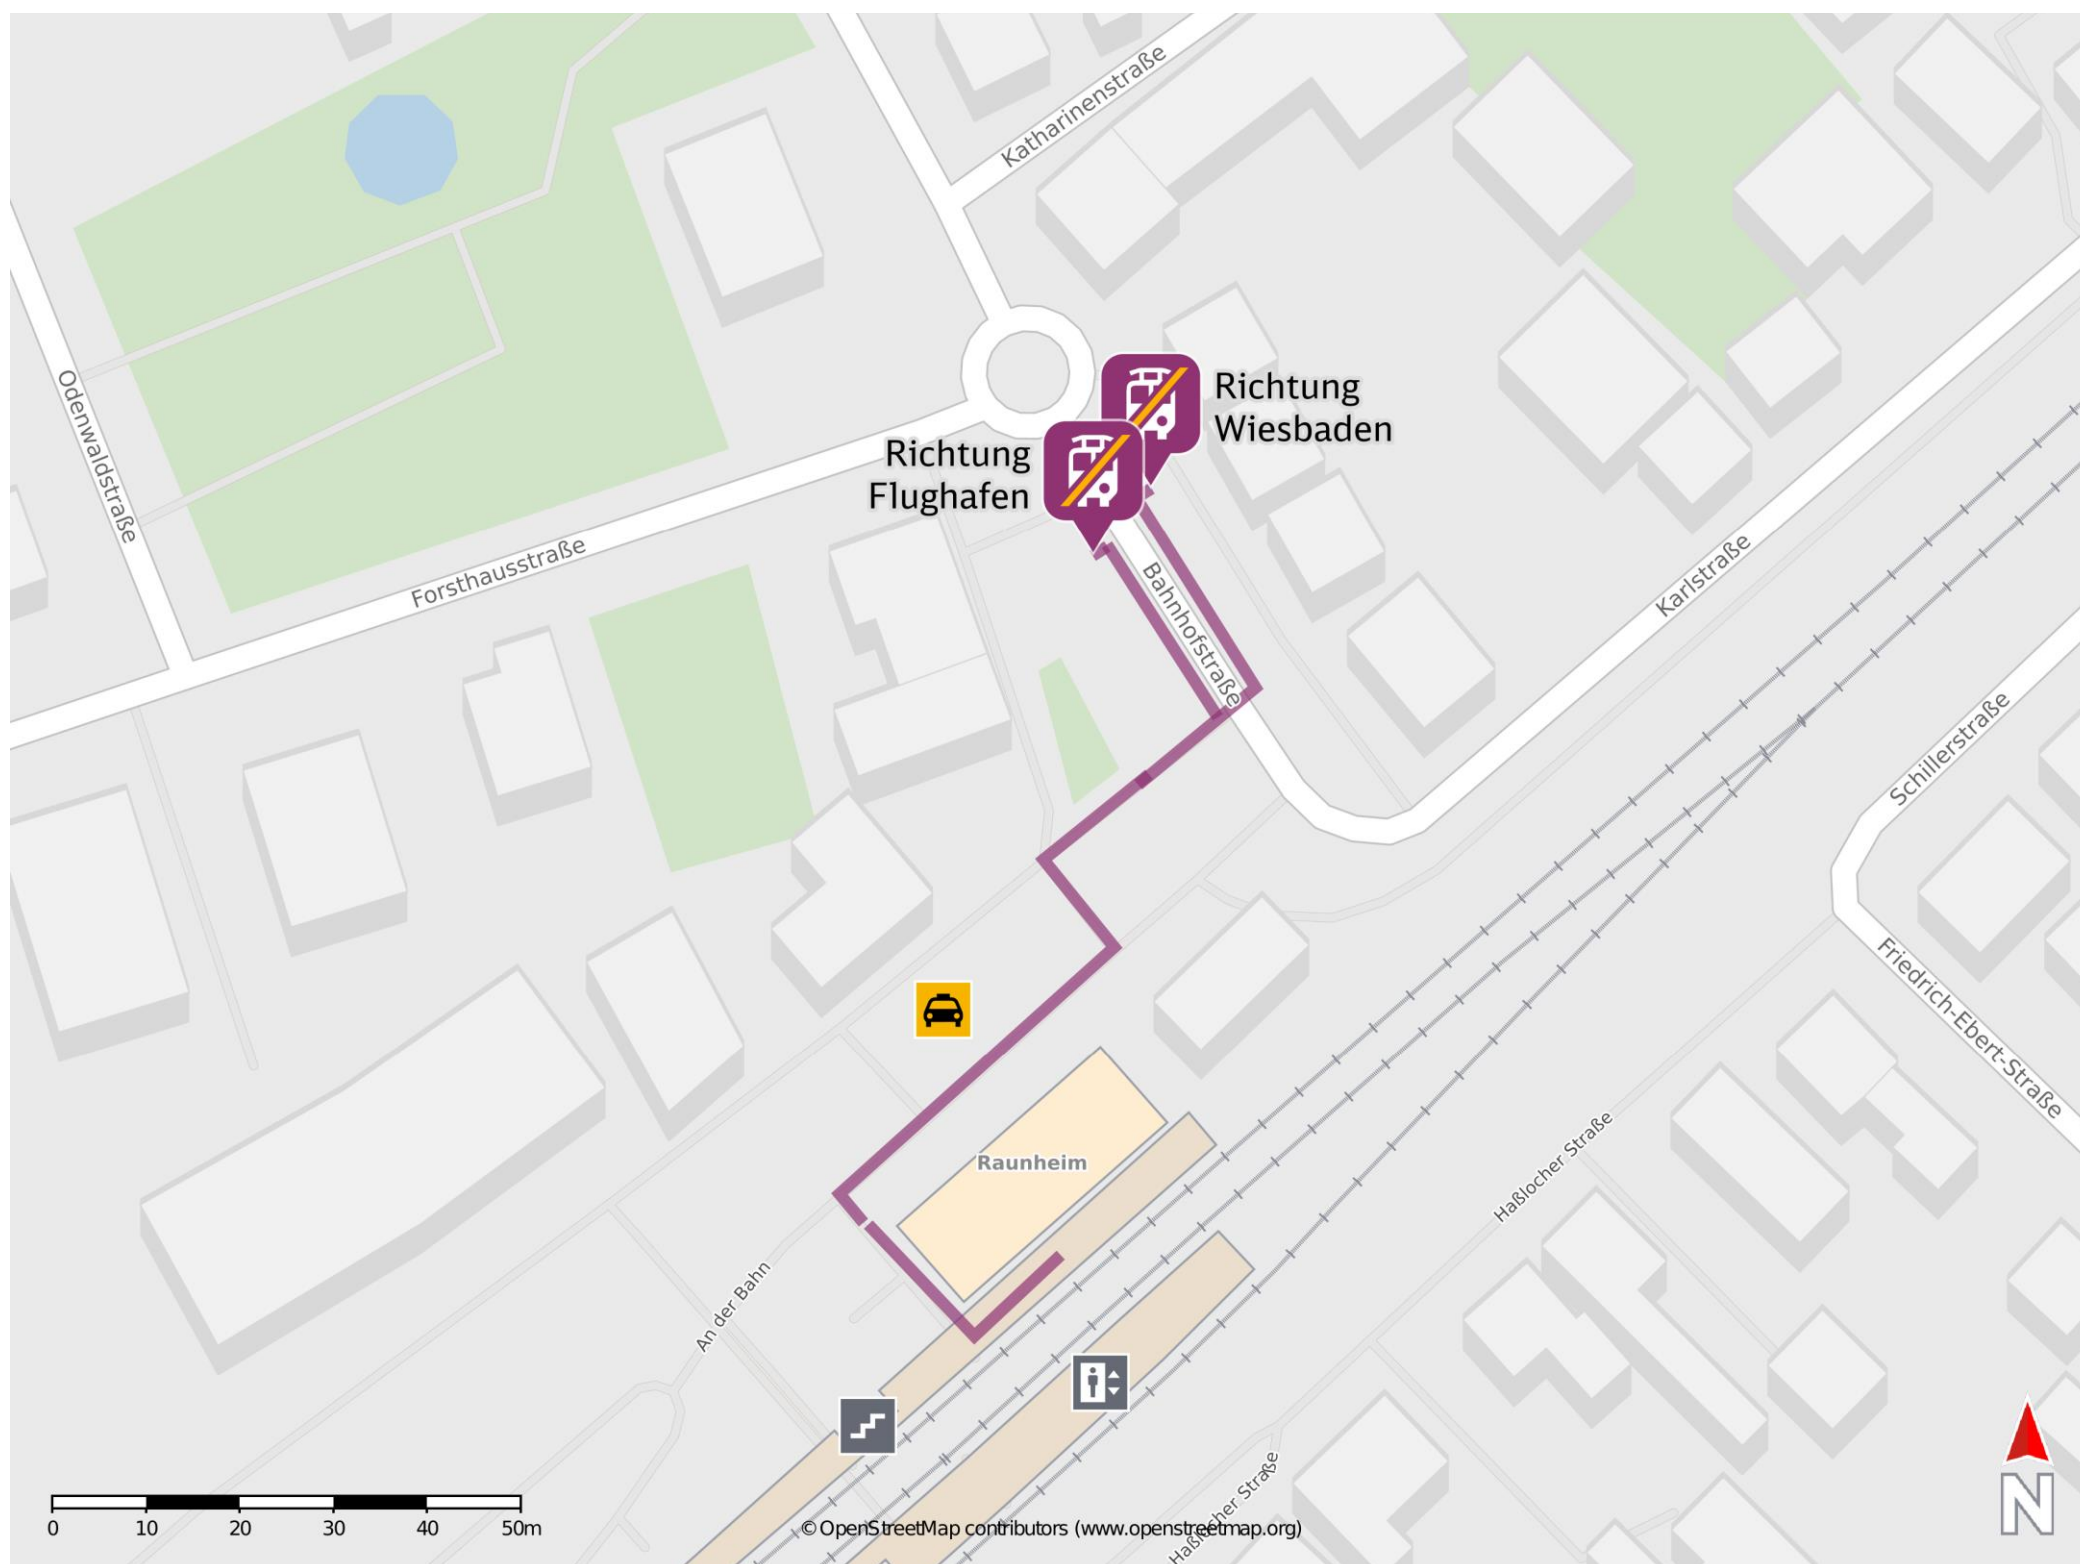 Katharinenstraße
Odenwaldstraße
Richtung
Wiesbaden
Richtung
Flughafen
Forsthausstraße
Bahnhofstraße
Karlstraße
Schillerstraße
Friedrich-Ebert-Straße
Raunheim
Haßlocher Straße
An der Bahn
Haßlocher Straße
N
0 10 20 30 40 50m
©OpenStreetMap contributors (www.openstreetmap.org)